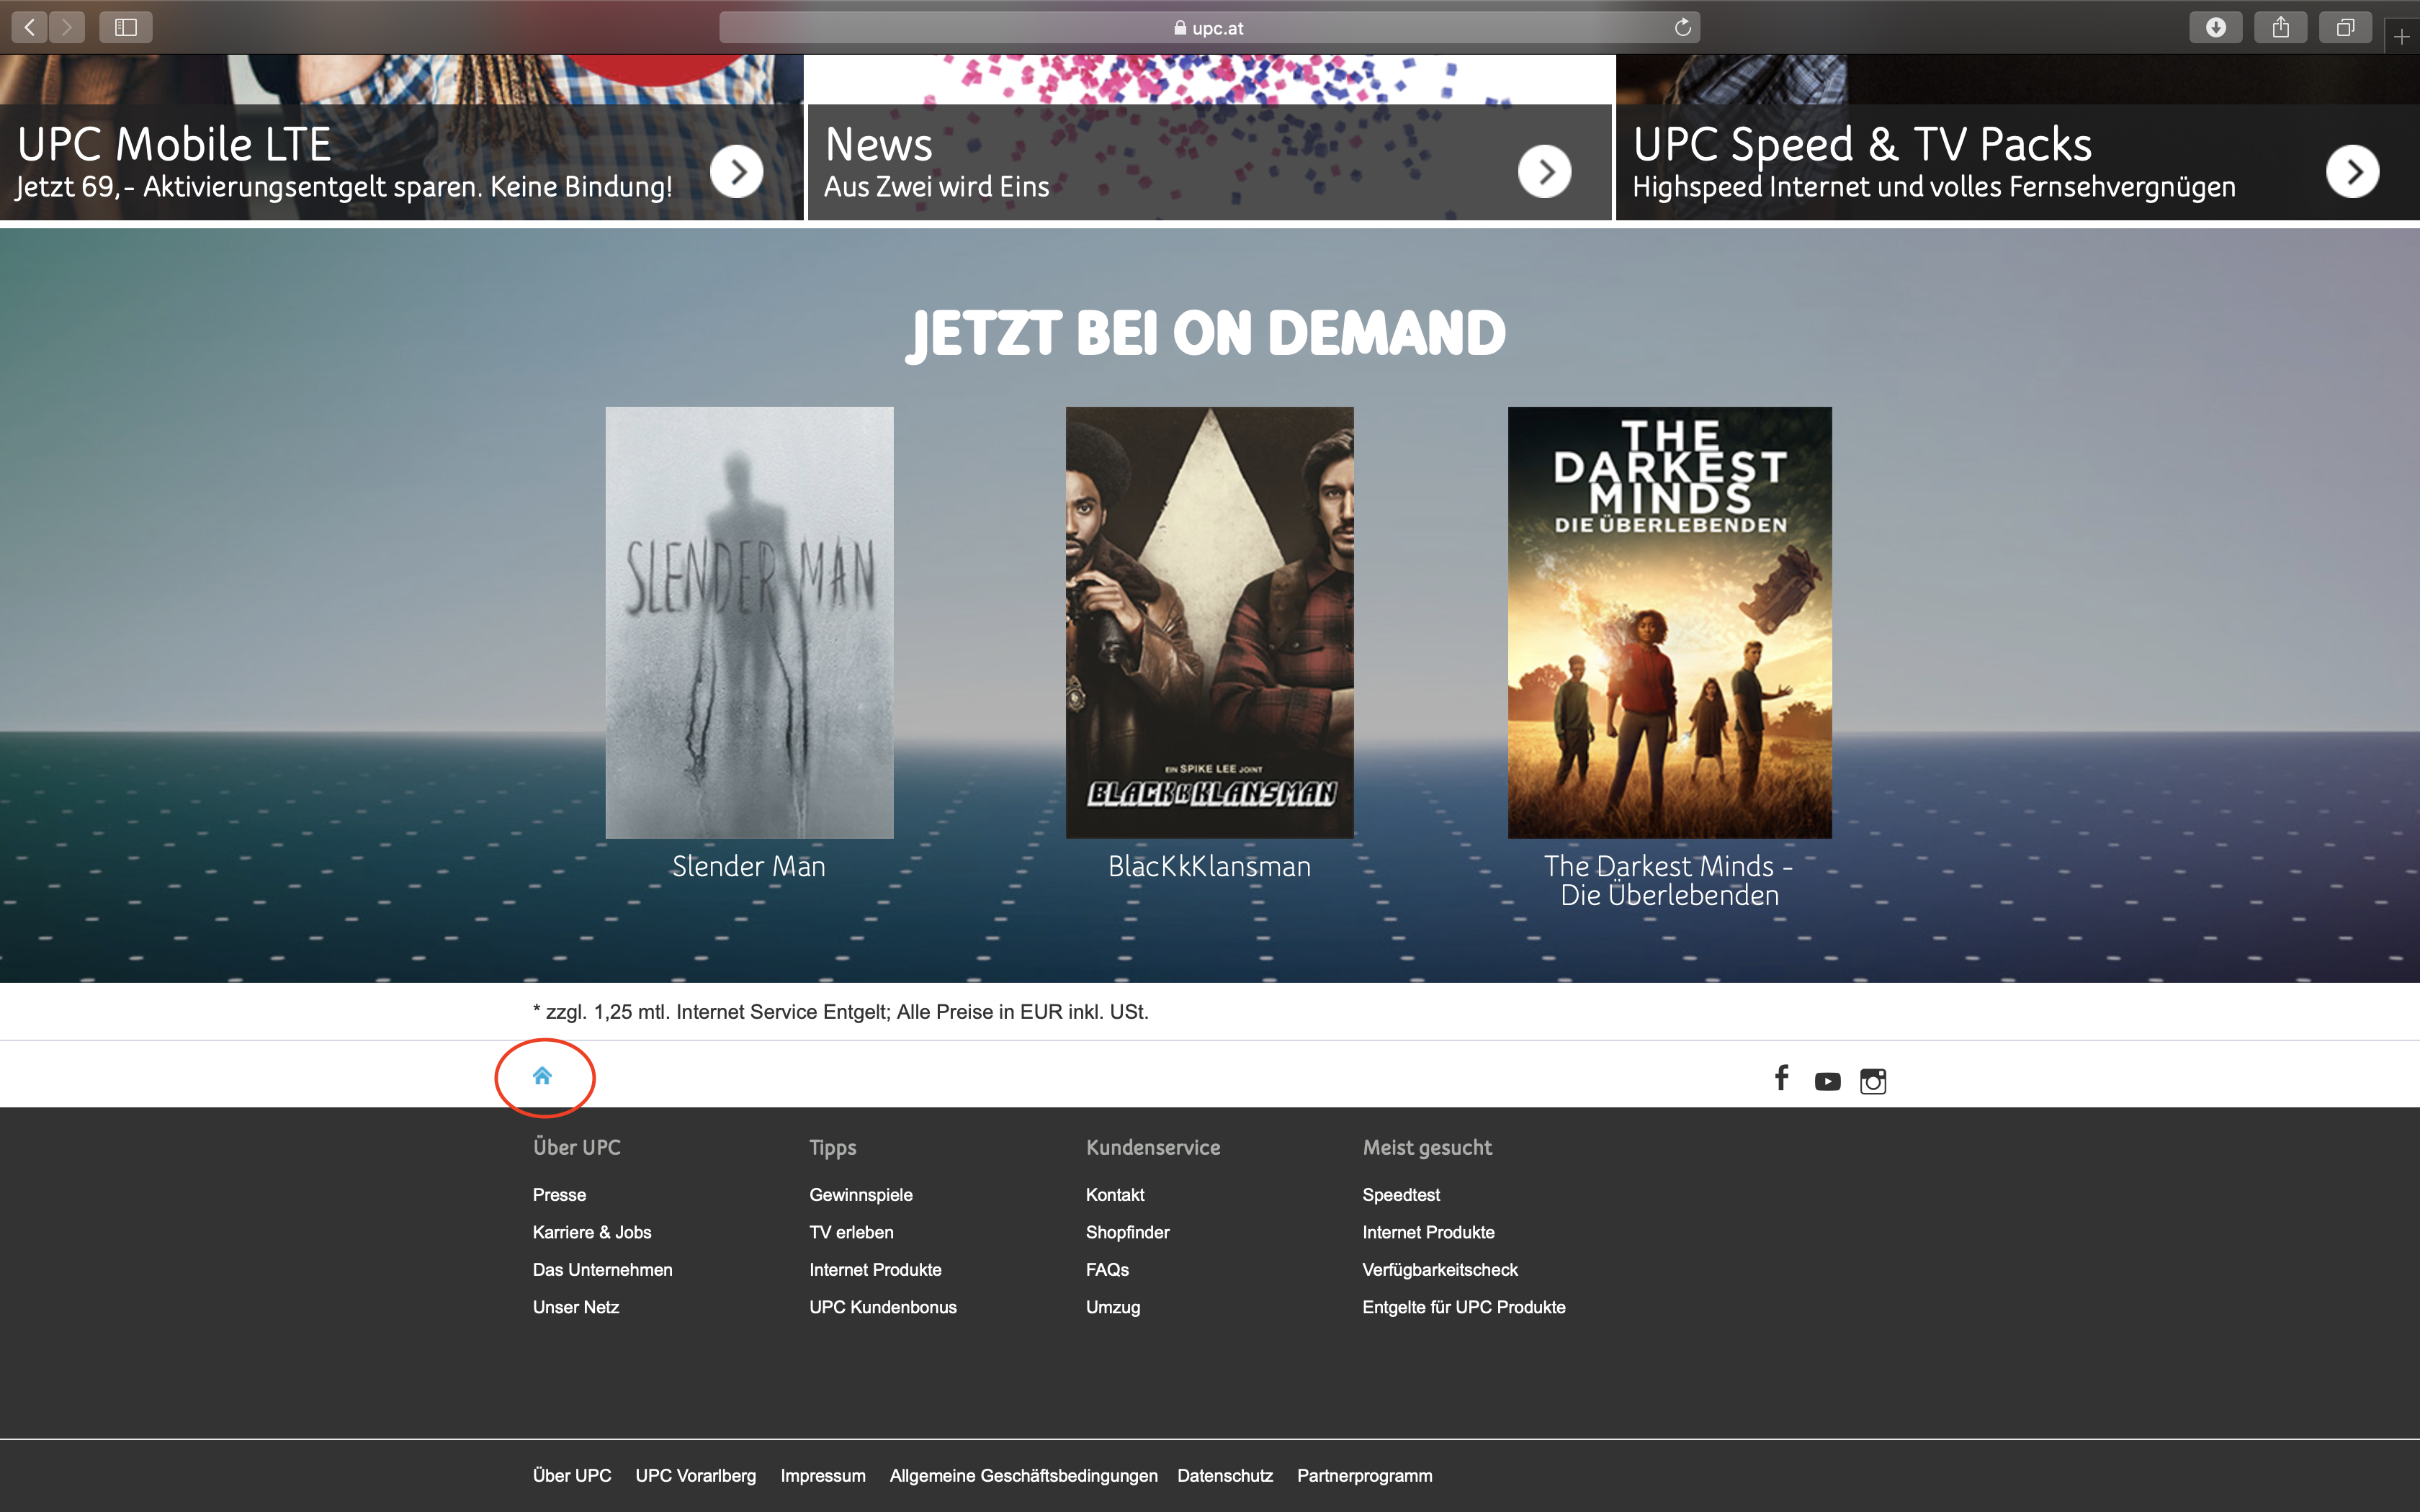 upc.at
UPC Mobile LTE
Jetzt 69,- Aktivierungsentgelt sparen. Keine Bindung!
News
Aus Zwei wird Eins
UPC Speed & TV Packs
Highspeed Internet und volles Fernsehvergnügen
JETZT BEI ON DEMAND
SLENDER MAN
EIN SPIKE LEE JOINT
BLACKKKLANSMAN
THE
DARKEST
MINDS
DIE ÜBERLEBENDEN
Slender Man
BlacKkKlansman
The Darkest Minds -
Die Überlebenden
* zzgl. 1,25 mtl. Internet Service Entgelt; Alle Preise in EUR inkl. USt.
Über UPC
Presse
Karriere & Jobs
Das Unternehmen
Unser Netz
Tipps
Gewinnspiele
TV erleben
Internet Produkte
UPC Kundenbonus
Kundenservice
Kontakt
Shopfinder
FAQs
Umzug
Meist gesucht
Speedtest
Internet Produkte
Verfügbarkeitscheck
Entgelte für UPC Produkte
Über UPC UPC Vorarlberg Impressum Allgemeine Geschäftsbedingungen Datenschutz Partnerprogramm